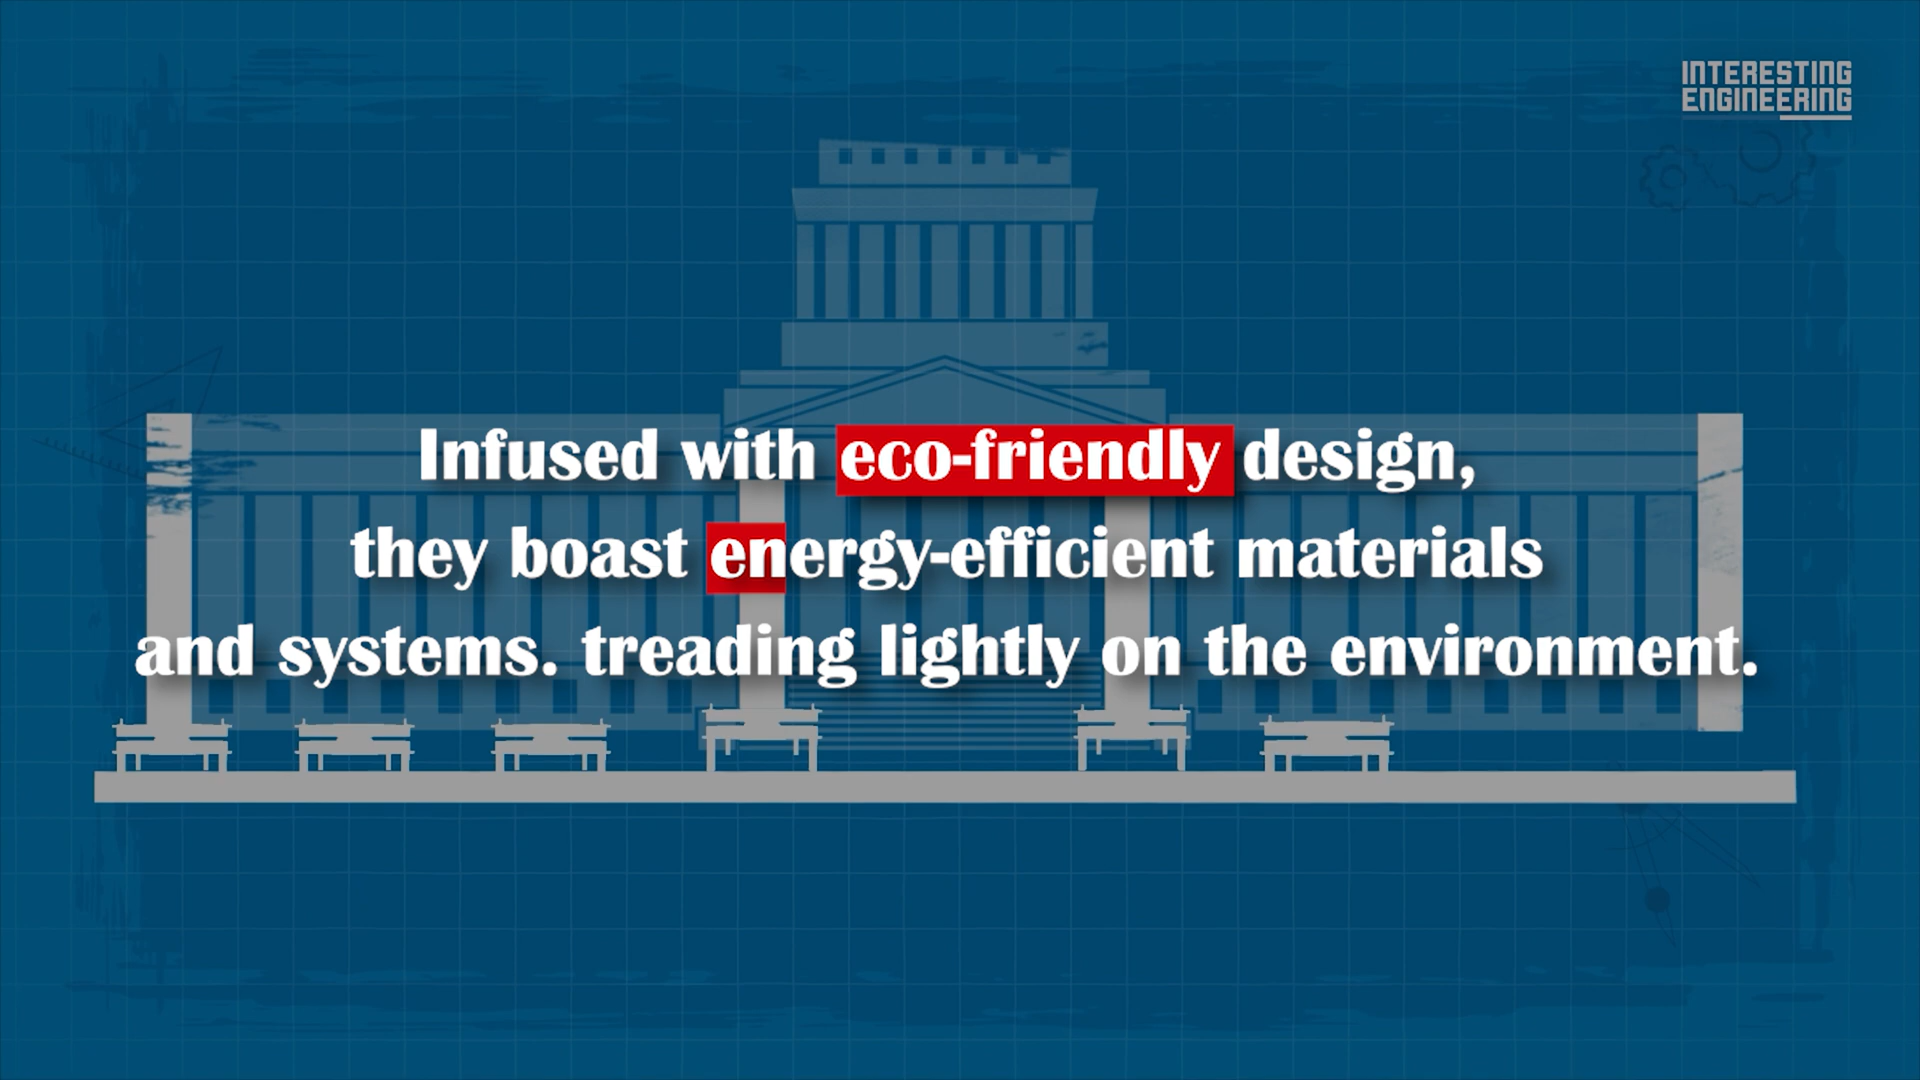 INTERESTING
ENGINEERING
Infused with eco-friendly design,
they boast energy-efficient materials
and systems. treading lightly on the environment.